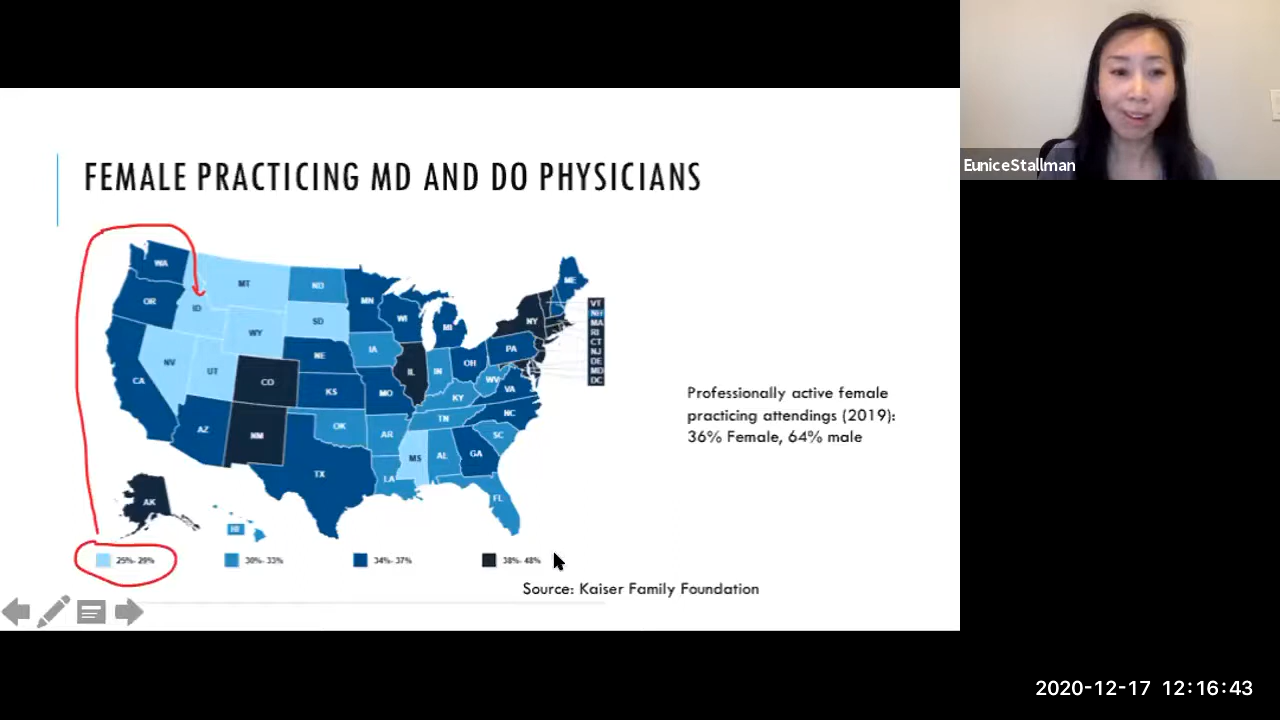 EuniceStallman
FEMALE PRACTICING MD AND DO PHYSICIANS
WA
MT
ND
MN
ME
OR
ID
SD
WI
MI
NY
VT
NH
MA
RI
CT
NJ
DE
MD
DC
WY
NE
IA
PA
NV
UT
CO
IL
IN
OH
CA
KS
MO
WV
VA
KY
NC
AZ
NM
OK
AR
TN
SC
MS
AL
GA
TX
LA
FL
AK
HI
Professionally active female
practicing attendings (2019):
36% Female, 64% male
25%- 29%
30%- 33%
34%- 37%
38%- 48%
Source: Kaiser Family Foundation
2020-12-17 12:16:43